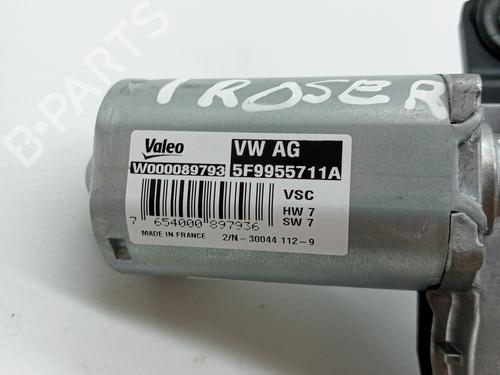 TROSER
B-PARTS
Valeo
VW AG
W000089793
5F9955711A
VSC
HW 7
SW 7
7 654000 897936
MADE IN FRANCE
2/N-30044 112-9